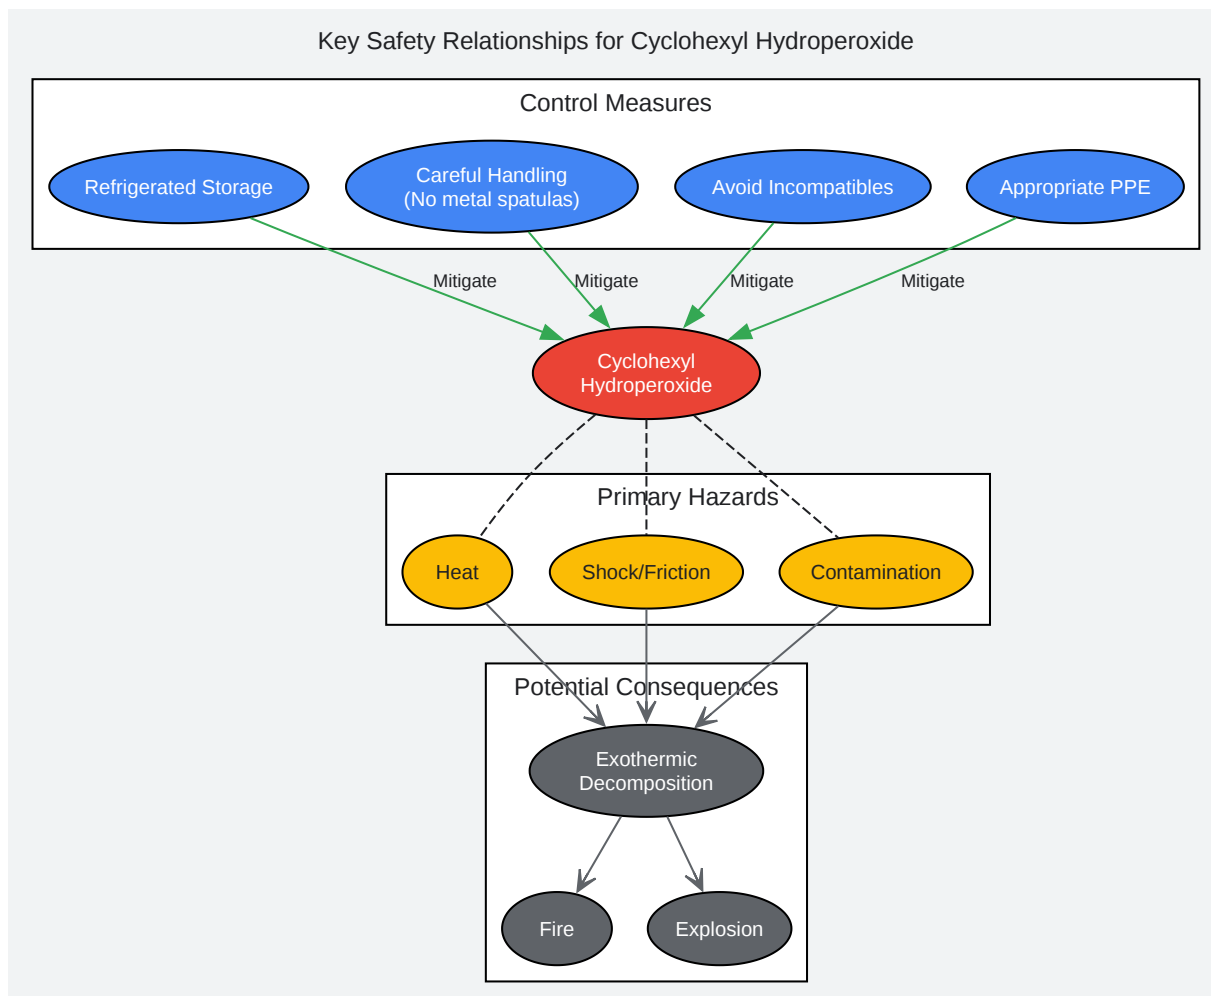 Key Safety Relationships for Cyclohexyl Hydroperoxide
Control Measures
Refrigerated Storage
Careful Handling
(No metal spatulas)
Avoid Incompatibles
Appropriate PPE
Mitigate
Mitigate
Mitigate
Mitigate
Cyclohexyl
Hydroperoxide
Primary Hazards
Heat
Shock/Friction
Contamination
Potential Consequences
Exothermic
Decomposition
Fire
Explosion